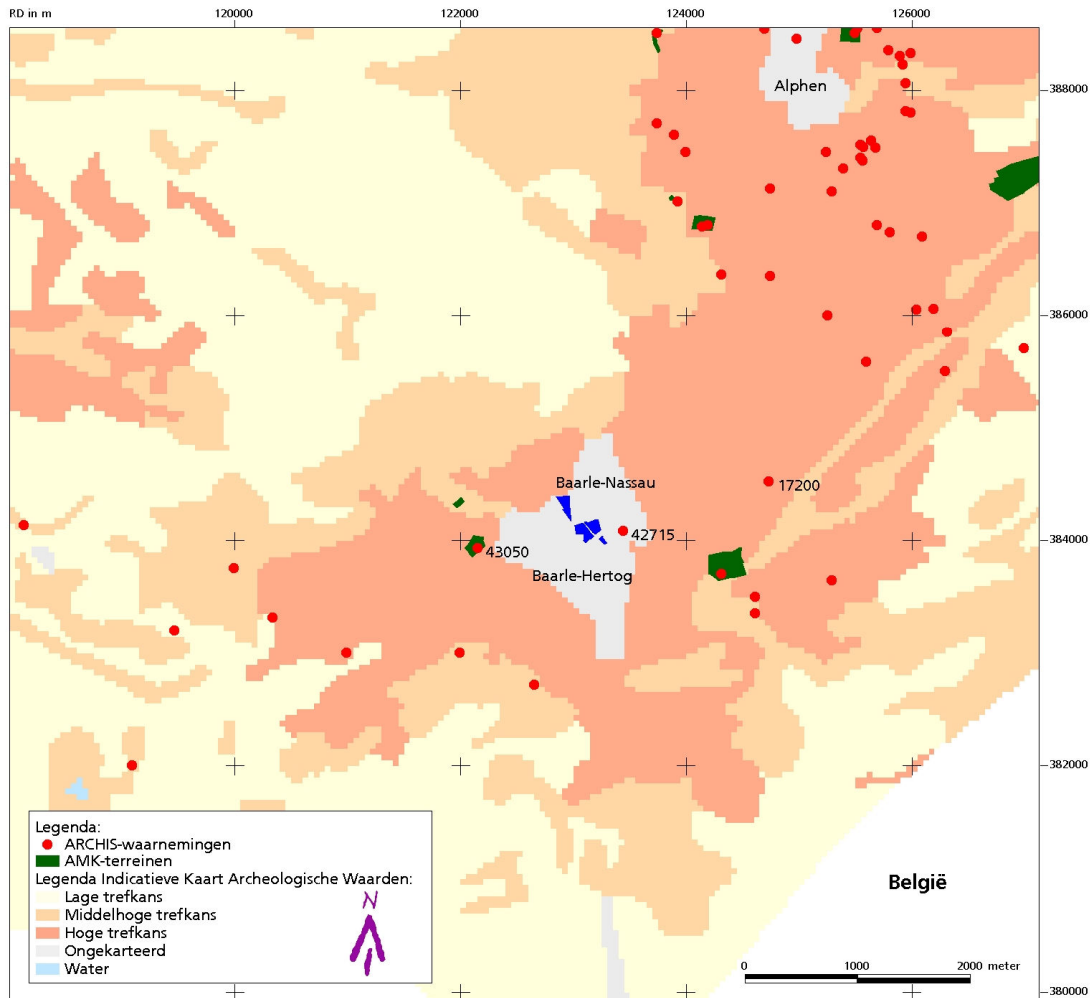 RD in m
120000 122000 124000 126000
388000
Alphen
386000
Baarle-Nassau
17200
42715
384000
43050
Baarle-Hertog
382000
Legenda:
ARCHIS-waarnemingen
AMK-terreinen
Legenda Indicatieve Kaart Archeologische Waarden:
Lage trefkans
Middelhoge trefkans
Hoge trefkans
Ongekarteerd
Water
N
België
0 1000 2000 meter
380000